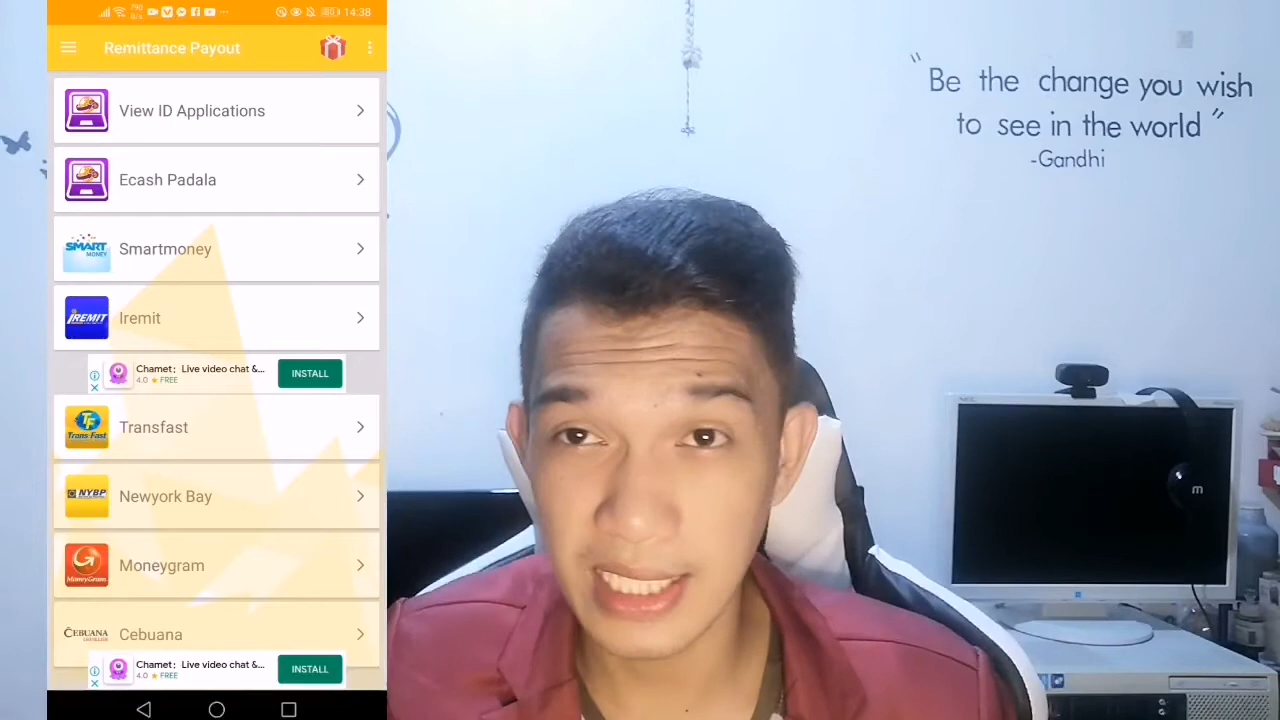 14:38
Remittance Payout
View ID Applications
Ecash Padala
SMART
MONEY
Smartmoney
IREMIT
Iremit
Chamet: Live video chat &...
4.0 ★ FREE
INSTALL
TF
Trans-Fast
Transfast
NYBP
Newyork Bay
MoneyGram
Moneygram
CEBUANA
Cebuana
Chamet: Live video chat &...
4.0 ★ FREE
INSTALL
"Be the change you wish
to see in the world"
-Gandhi
NEC
m